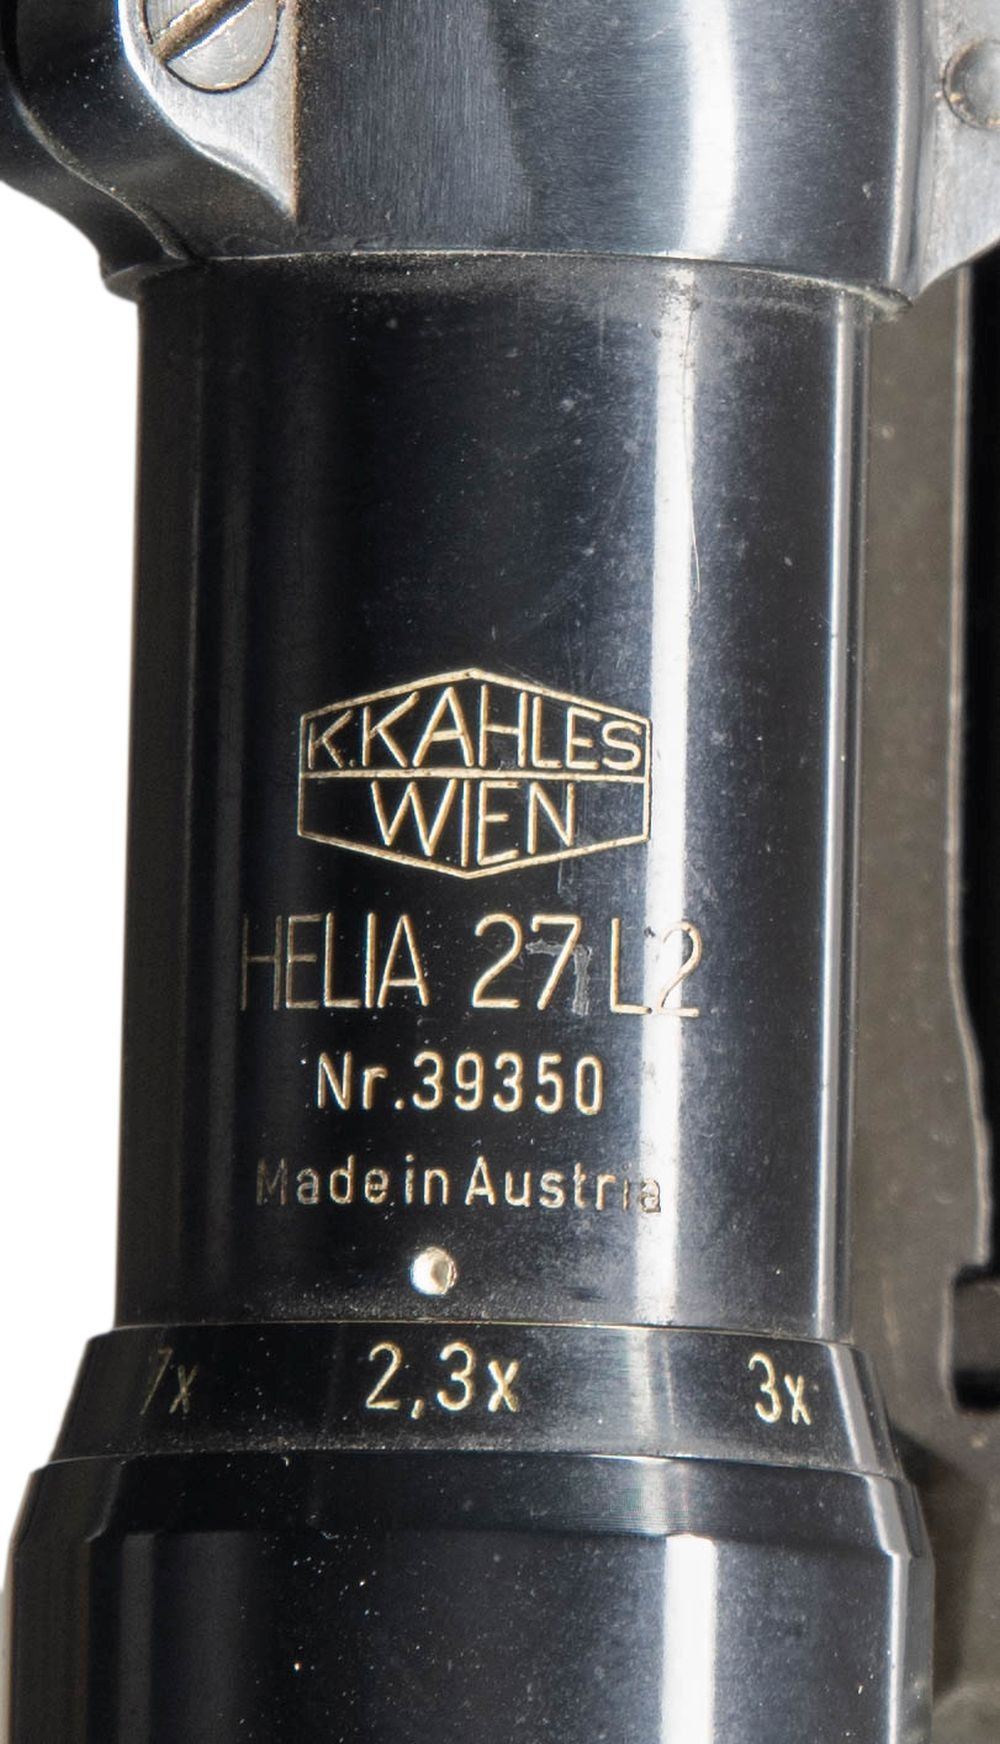 K.KAHLES
WIEN
HELIA 27 L2
Nr.39350
Made in Austria
7x 2,3x 3x